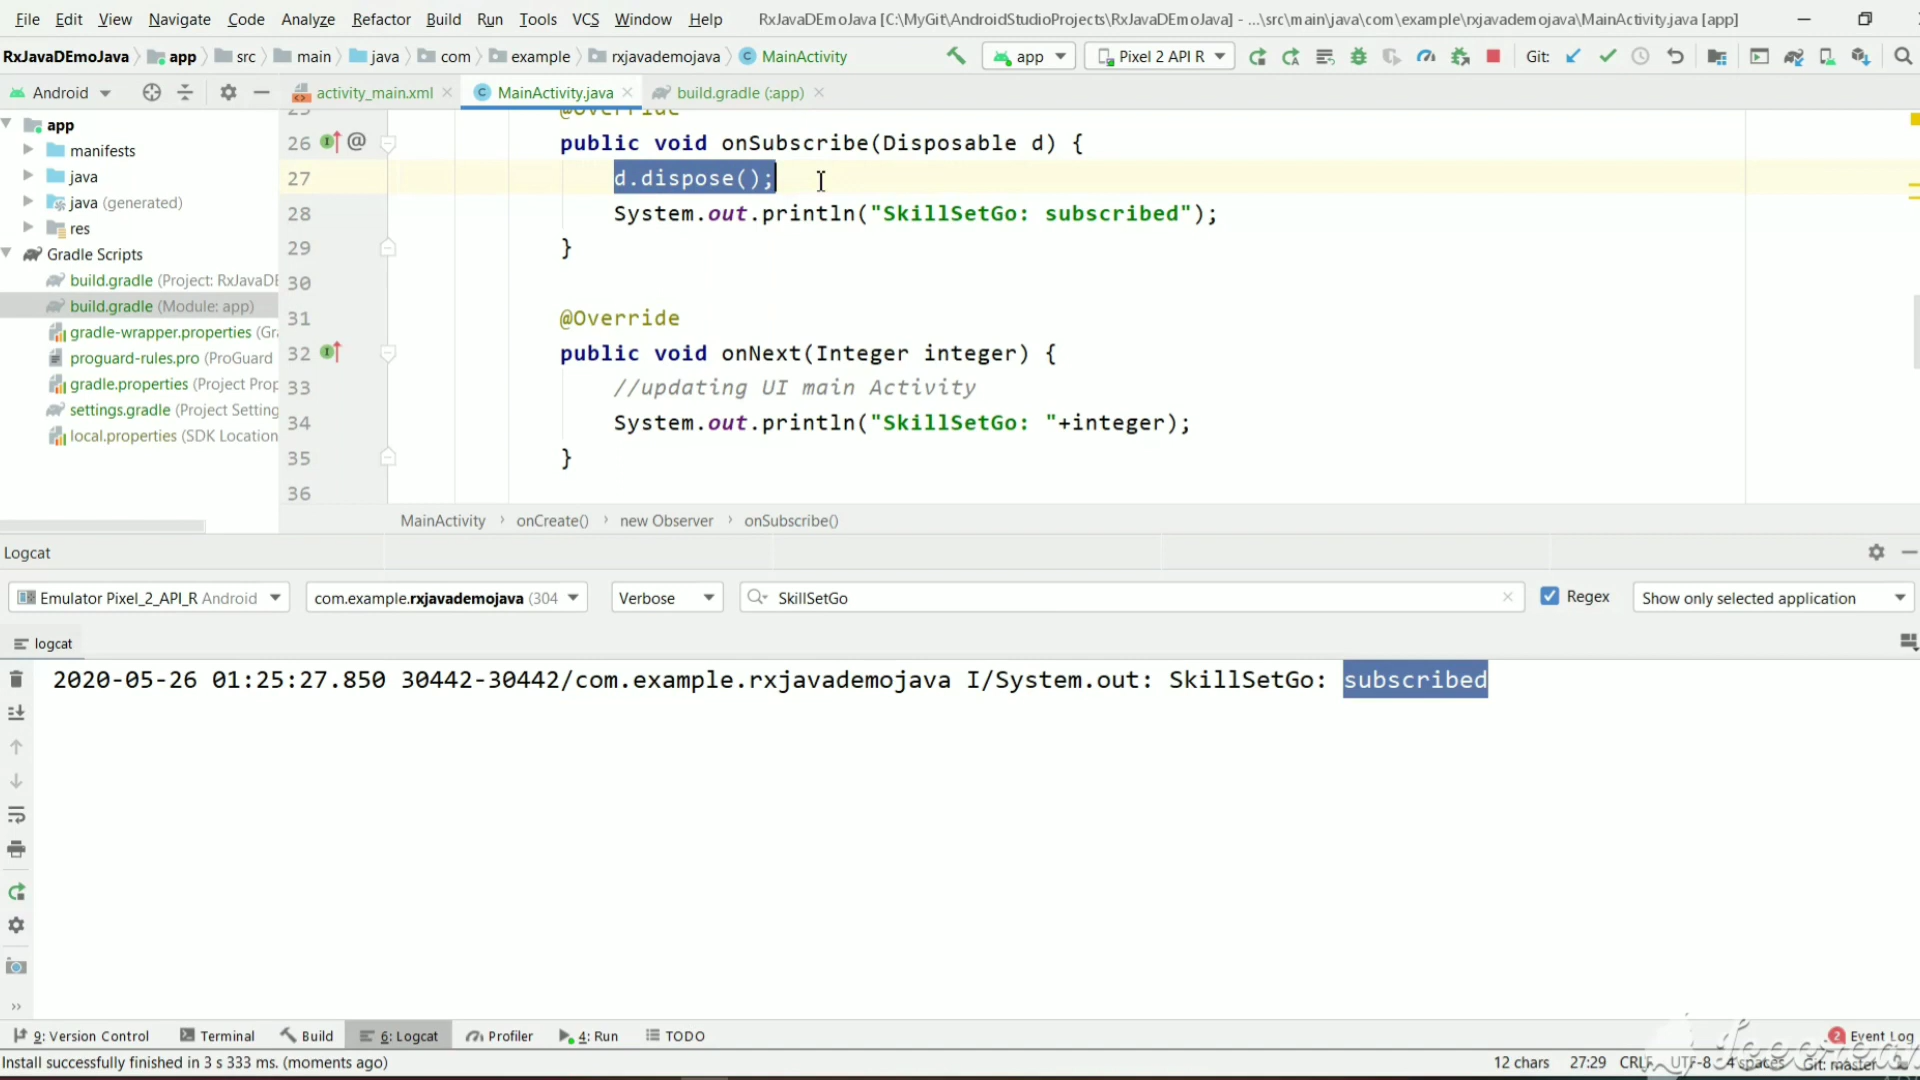 File Edit View Navigate Code Analyze Refactor Build Run Tools VCS Window Help RxJavaDEmoJava [C:\MyGit\AndroidStudioProjects\RxJavaDEmoJava] - ...\src\main\java\com\example\rxjavademojava\MainActivity.java [app]
RxJavaDEmoJava app src main java com example rxjavademojava MainActivity app Pixel 2 API R Git:
Android activity_main.xml MainActivity.java build.gradle (:app)
app
manifests
java
java (generated)
res
Gradle Scripts
build.gradle (Project: RxJavaDE
build.gradle (Module: app)
gradle-wrapper.properties (Gr
proguard-rules.pro (ProGuard
gradle.properties (Project Prop
settings.gradle (Project Setting
local.properties (SDK Location
25 @Override
26 @ public void onSubscribe(Disposable d) {
27 d.dispose();
28 System.out.println("SkillSetGo: subscribed");
29 }
30
31 @Override
32 public void onNext(Integer integer) {
33 //updating UI main Activity
34 System.out.println("SkillSetGo: "+integer);
35 }
36
MainActivity › onCreate() › new Observer › onSubscribe()
Logcat
Emulator Pixel_2_API_R Android com.example.rxjavademojava (304 Verbose SkillSetGo Regex Show only selected application
logcat
2020-05-26 01:25:27.850 30442-30442/com.example.rxjavademojava I/System.out: SkillSetGo: subscribed
9: Version Control Terminal Build 6: Logcat Profiler 4: Run TODO 2 Event Log
Install successfully finished in 3 s 333 ms. (moments ago) 12 chars 27:29 CRLF UTF-8 4 spaces Git: master